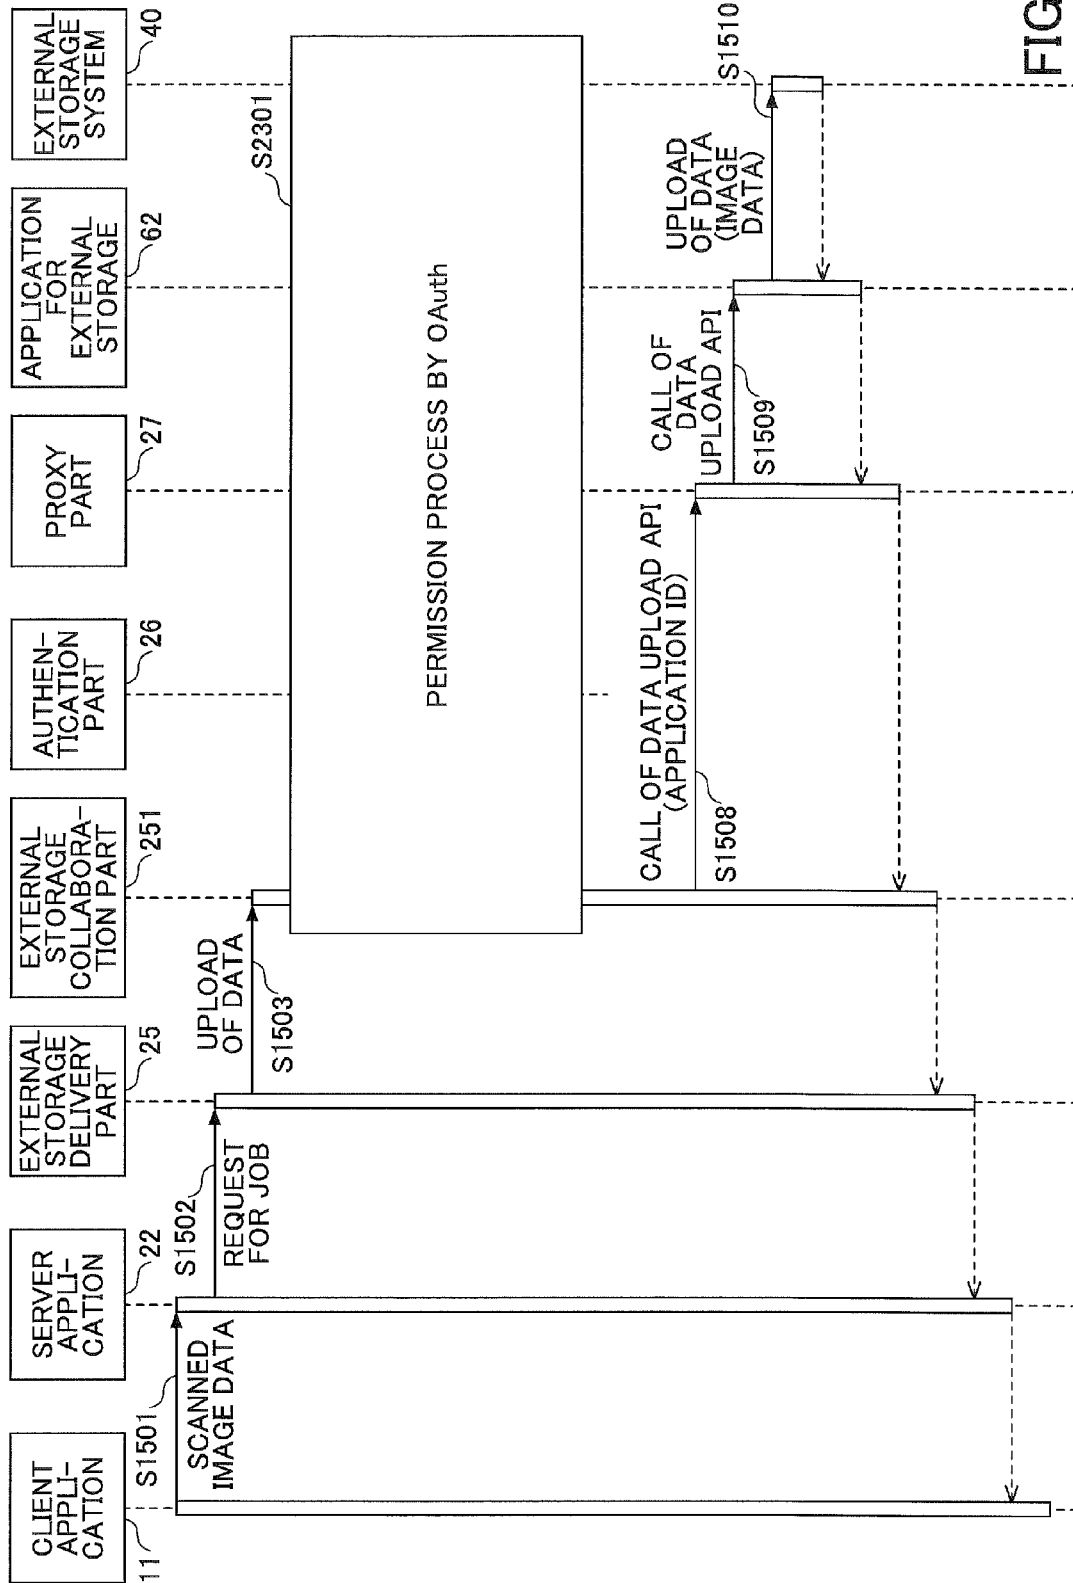 CLIENT
APPLI-
CATION
11
SERVER
APPLI-
CATION
22
EXTERNAL
STORAGE
DELIVERY
PART
25
EXTERNAL
STORAGE
COLLABORA-
TION PART
251
AUTHEN-
TICATION
PART
26
PROXY
PART
27
APPLICATION
FOR
EXTERNAL
STORAGE
62
EXTERNAL
STORAGE
SYSTEM
40
S1501
SCANNED
IMAGE DATA
S1502
REQUEST
FOR JOB
UPLOAD
OF DATA
S1503
S2301
PERMISSION PROCESS BY OAuth
CALL OF DATA UPLOAD API
(APPLICATION ID)
S1508
CALL OF
DATA
UPLOAD API
S1509
UPLOAD
OF DATA
(IMAGE
DATA)
S1510
FIG